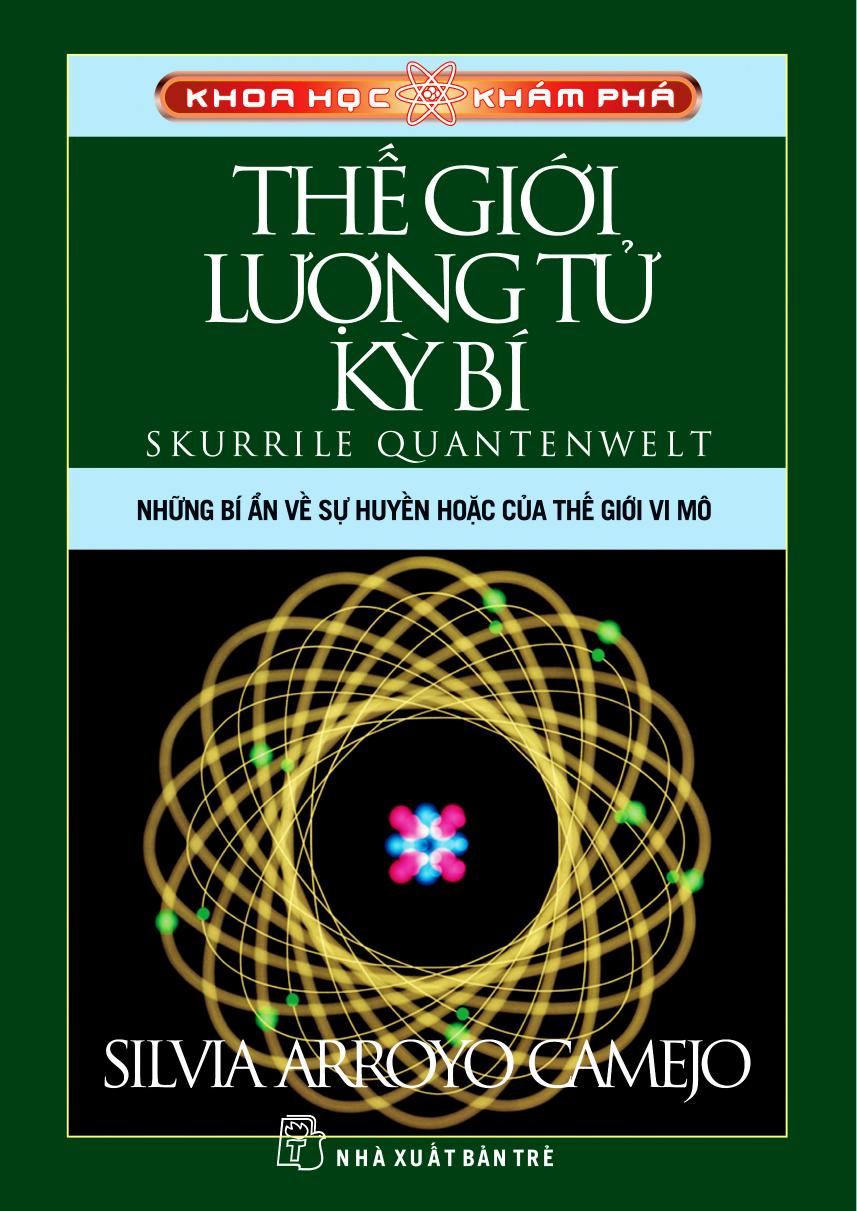 KHOA HỌC KHÁM PHÁ
THẾ GIỚI
LƯỢNG TỬ
KỲ BÍ
SKURRILE QUANTENWELT
NHỮNG BÍ ẨN VỀ SỰ HUYỀN HOẶC CỦA THẾ GIỚI VI MÔ
SILVIA ARROYO CAMEJO
T NHÀ XUẤT BẢN TRẺ